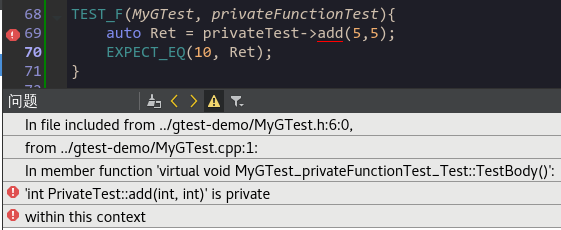 68 TEST_F(MyGTest, privateFunctionTest){
69 auto Ret = privateTest->add(5,5);
70 EXPECT_EQ(10, Ret);
71 }
问题
In file included from ../gtest-demo/MyGTest.h:6:0,
from ../gtest-demo/MyGTest.cpp:1:
In member function 'virtual void MyGTest_privateFunctionTest_Test::TestBody()':
'int PrivateTest::add(int, int)' is private
within this context